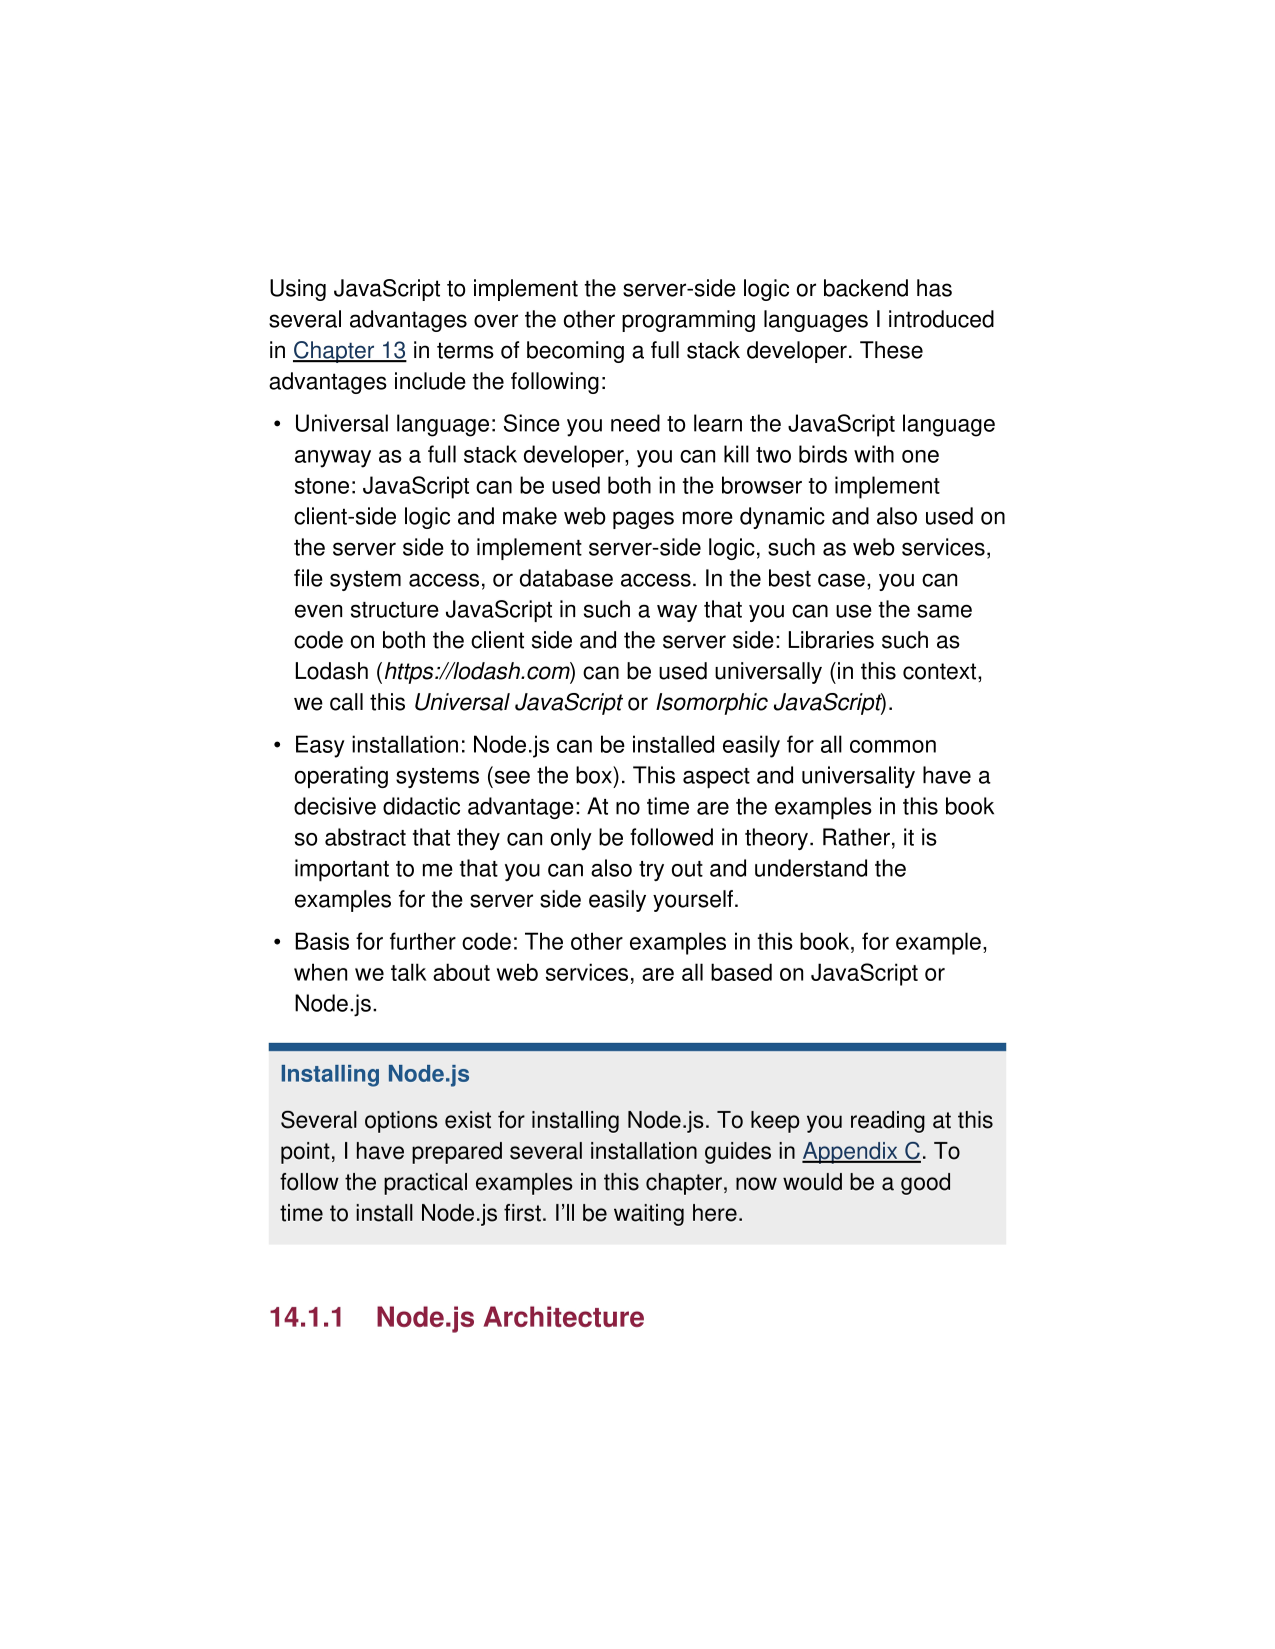 Using JavaScript to implement the server-side logic or backend has
several advantages over the other programming languages I introduced
in Chapter 13 in terms of becoming a full stack developer. These
advantages include the following:
• Universal language: Since you need to learn the JavaScript language
anyway as a full stack developer, you can kill two birds with one
stone: JavaScript can be used both in the browser to implement
client-side logic and make web pages more dynamic and also used on
the server side to implement server-side logic, such as web services,
file system access, or database access. In the best case, you can
even structure JavaScript in such a way that you can use the same
code on both the client side and the server side: Libraries such as
Lodash (https://lodash.com) can be used universally (in this context,
we call this Universal JavaScript or Isomorphic JavaScript).
• Easy installation: Node.js can be installed easily for all common
operating systems (see the box). This aspect and universality have a
decisive didactic advantage: At no time are the examples in this book
so abstract that they can only be followed in theory. Rather, it is
important to me that you can also try out and understand the
examples for the server side easily yourself.
• Basis for further code: The other examples in this book, for example,
when we talk about web services, are all based on JavaScript or
Node.js.
Installing Node.js
Several options exist for installing Node.js. To keep you reading at this
point, I have prepared several installation guides in Appendix C. To
follow the practical examples in this chapter, now would be a good
time to install Node.js first. I’ll be waiting here.
14.1.1 Node.js Architecture